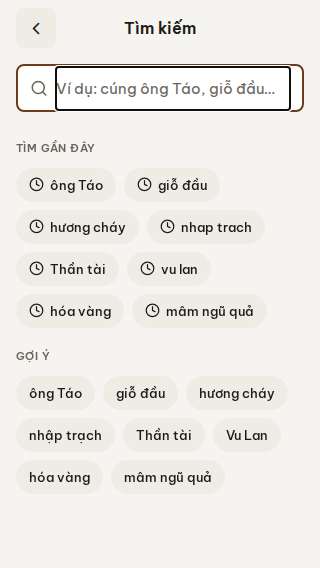 Tìm kiếm
Ví dụ: cúng ông Táo, giỗ đầu...
TÌM GẦN ĐÂY
ông Táo giỗ đầu
hương cháy nhap trach
Thần tài vu lan
hóa vàng mâm ngũ quả
GỢI Ý
ông Táo giỗ đầu hương cháy
nhập trạch Thần tài Vu Lan
hóa vàng mâm ngũ quả